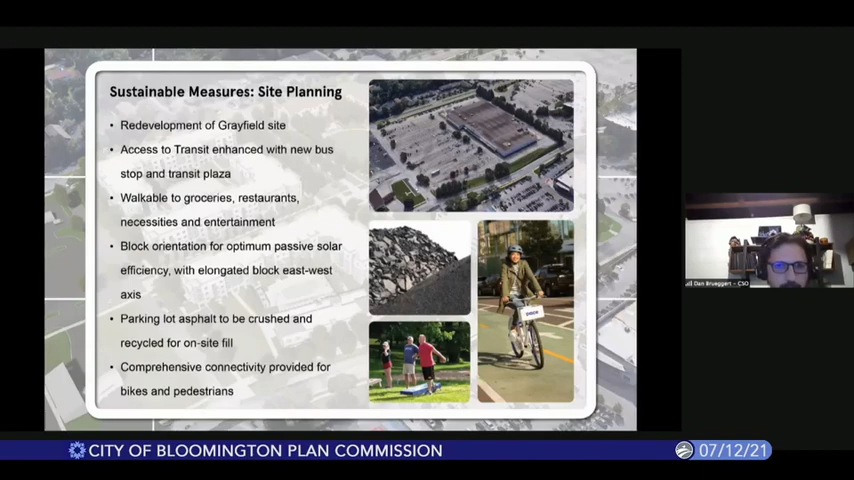 Sustainable Measures: Site Planning
• Redevelopment of Grayfield site
• Access to Transit enhanced with new bus
stop and transit plaza
• Walkable to groceries, restaurants,
necessities and entertainment
• Block orientation for optimum passive solar
efficiency, with elongated block east-west
axis
• Parking lot asphalt to be crushed and
recycled for on-site fill
• Comprehensive connectivity provided for
bikes and pedestrians
Dan Brueggert - CSO
CITY OF BLOOMINGTON PLAN COMMISSION
07/12/21